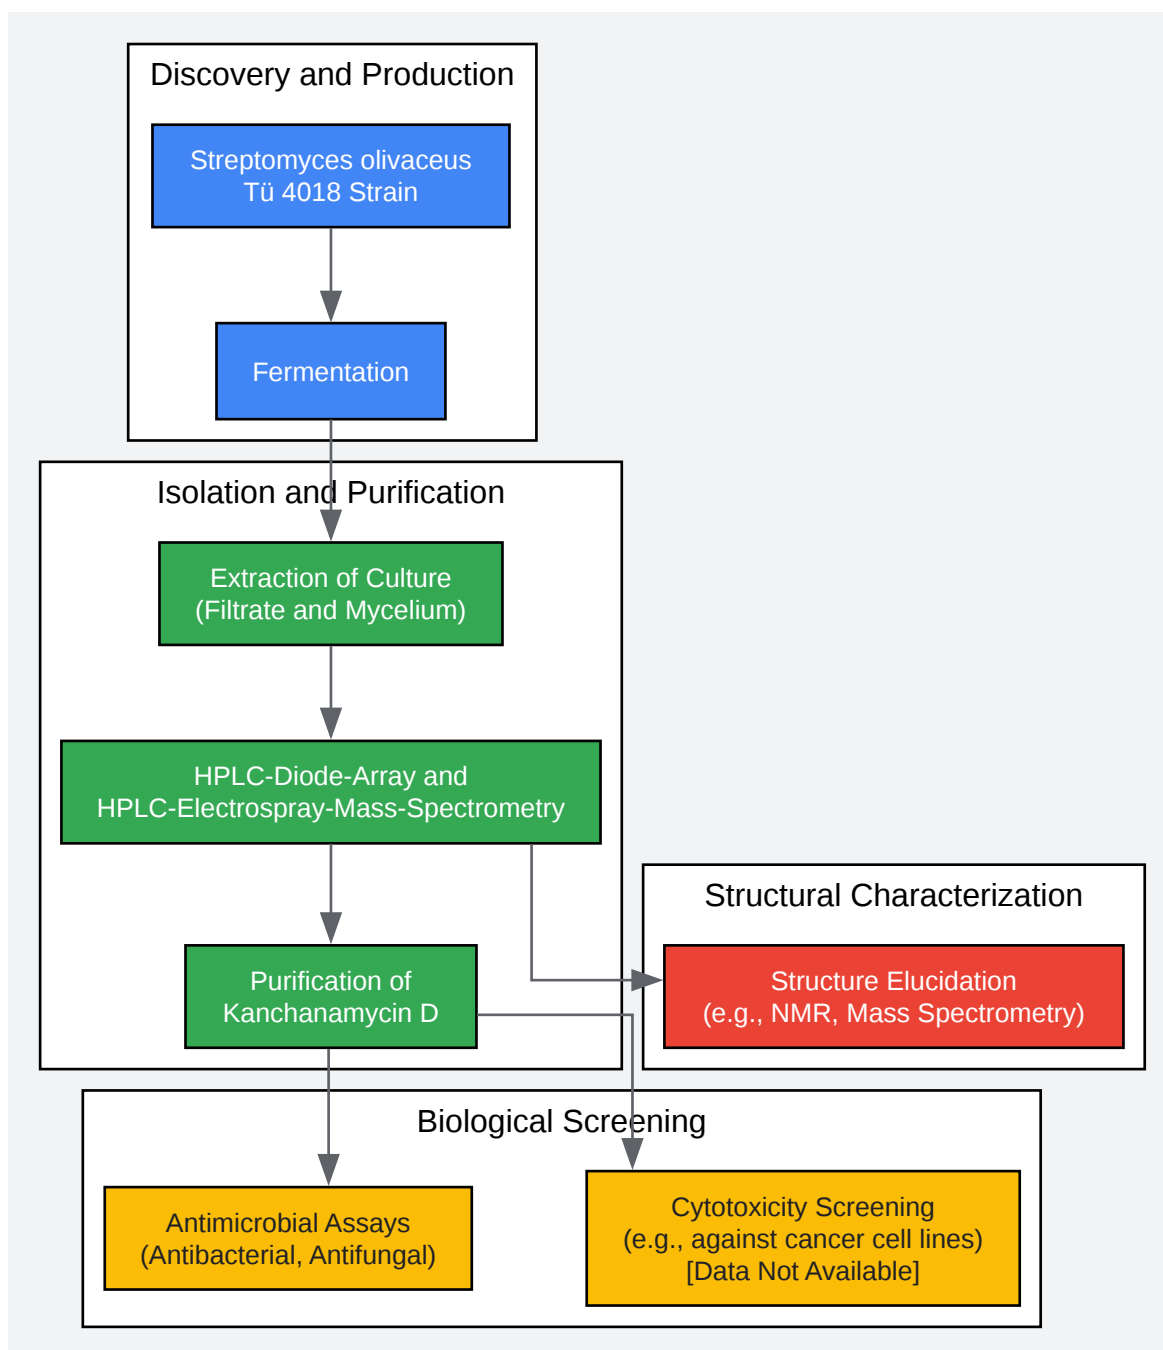 Discovery and Production
Streptomyces olivaceus
Tü 4018 Strain
Fermentation
Isolation and Purification
Extraction of Culture
(Filtrate and Mycelium)
HPLC-Diode-Array and
HPLC-Electrospray-Mass-Spectrometry
Purification of
Kanchanamycin D
Structural Characterization
Structure Elucidation
(e.g., NMR, Mass Spectrometry)
Biological Screening
Antimicrobial Assays
(Antibacterial, Antifungal)
Cytotoxicity Screening
(e.g., against cancer cell lines)
[Data Not Available]